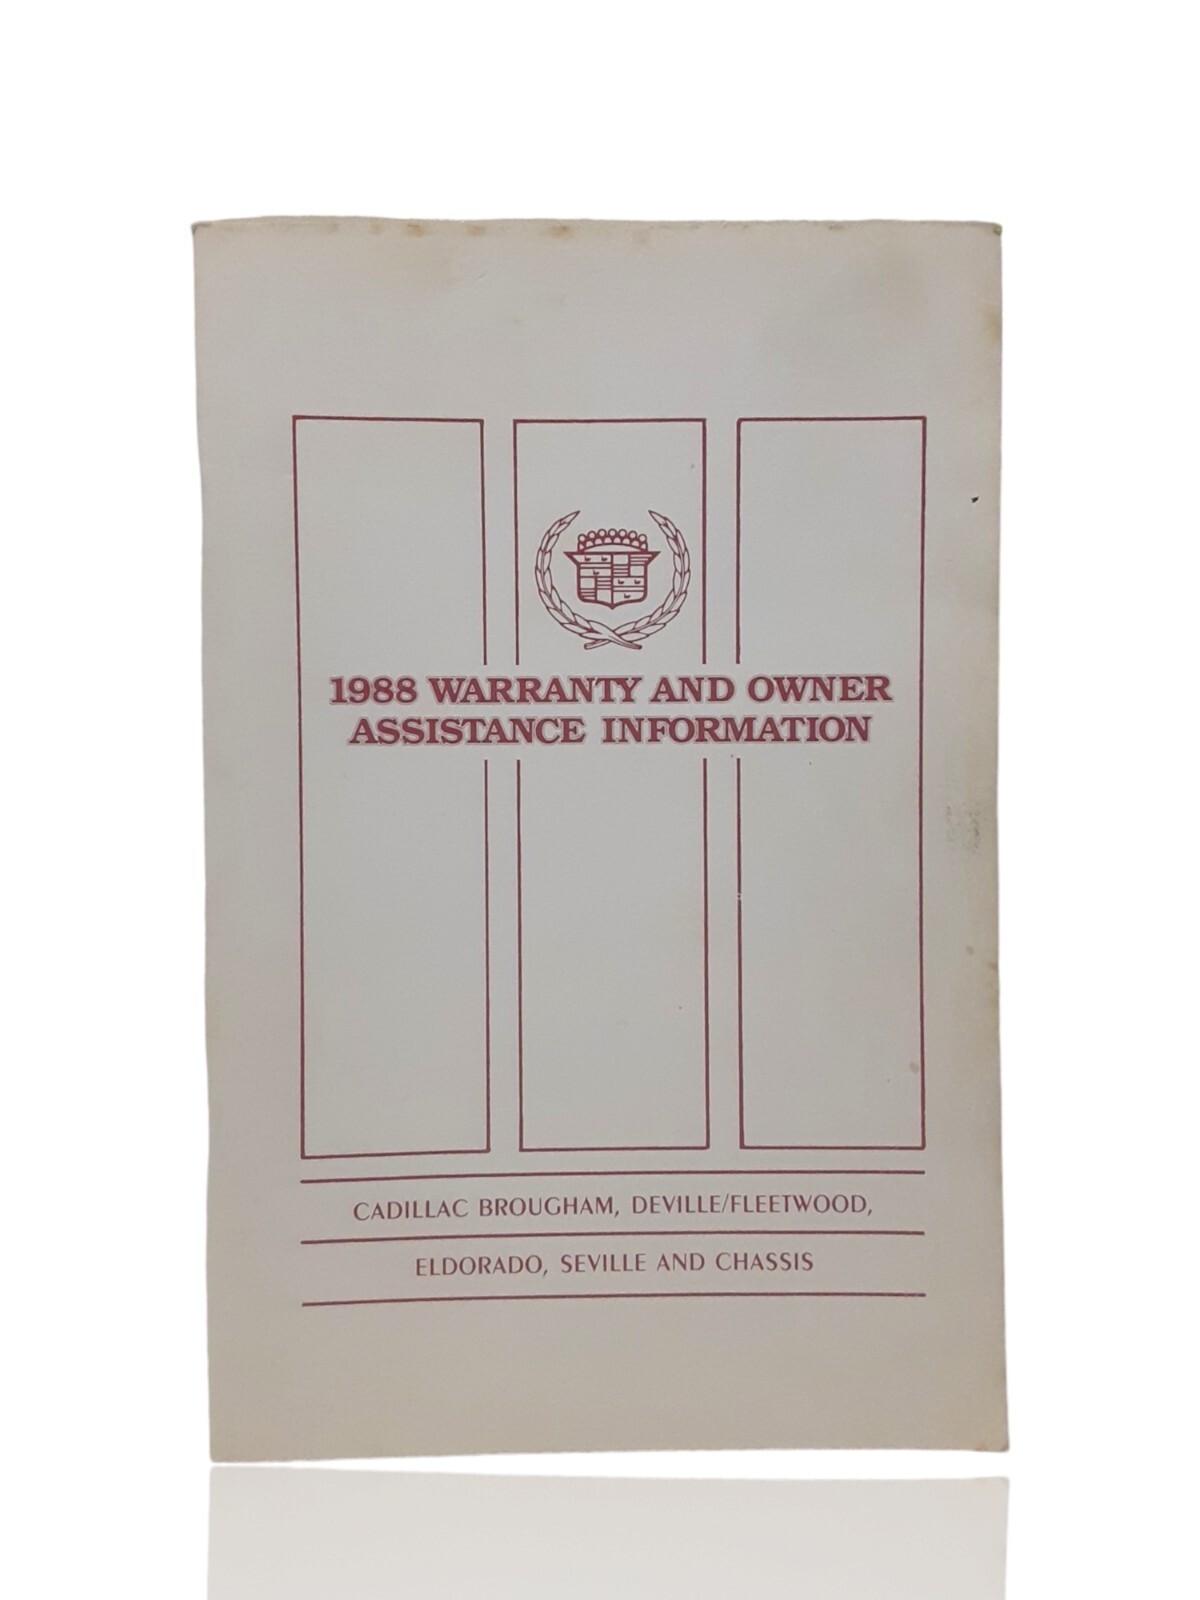 1988 WARRANTY AND OWNER
ASSISTANCE INFORMATION
CADILLAC BROUGHAM, DEVILLE/FLEETWOOD,
ELDORADO, SEVILLE AND CHASSIS